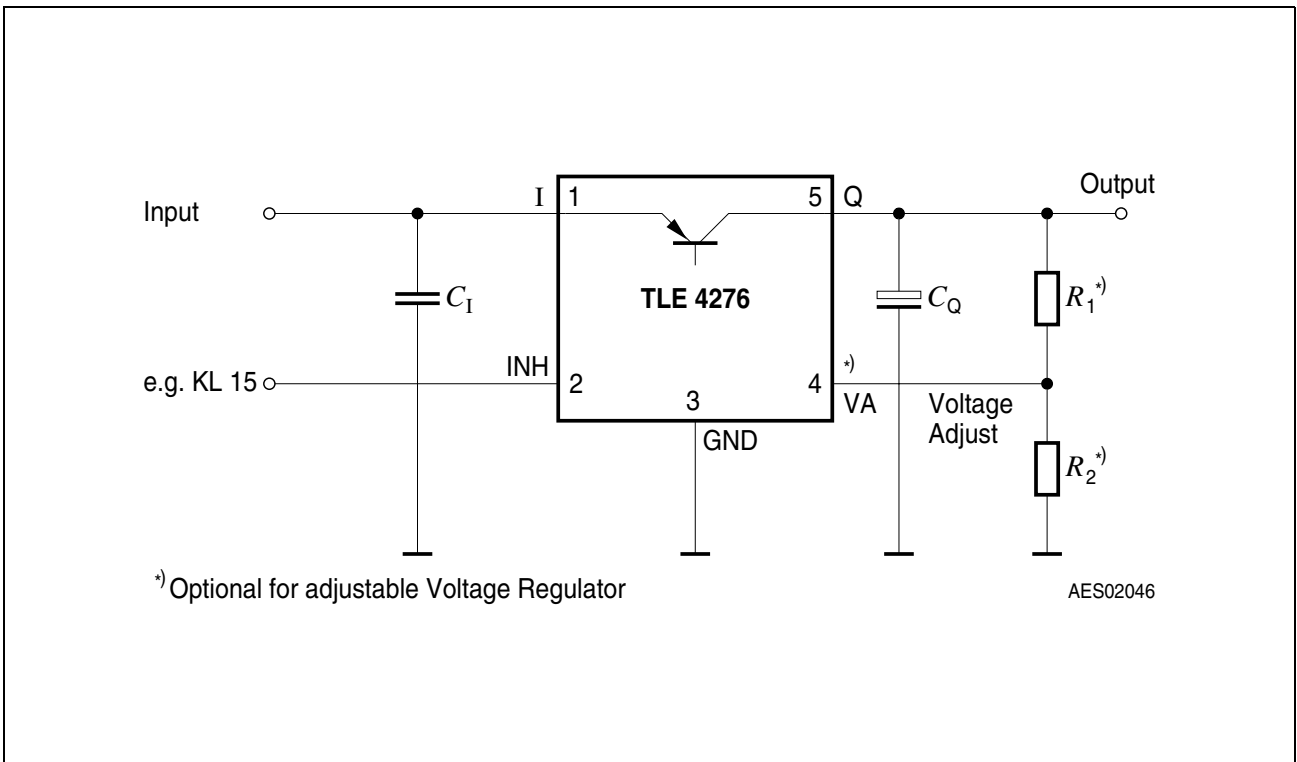 Output
Input
I 1
5 Q
C_I
TLE 4276
C_Q
R_1 *)
INH
*)
e.g. KL 15
2
4
3
VA
Voltage
Adjust
GND
R_2 *)
*) Optional for adjustable Voltage Regulator
AES02046